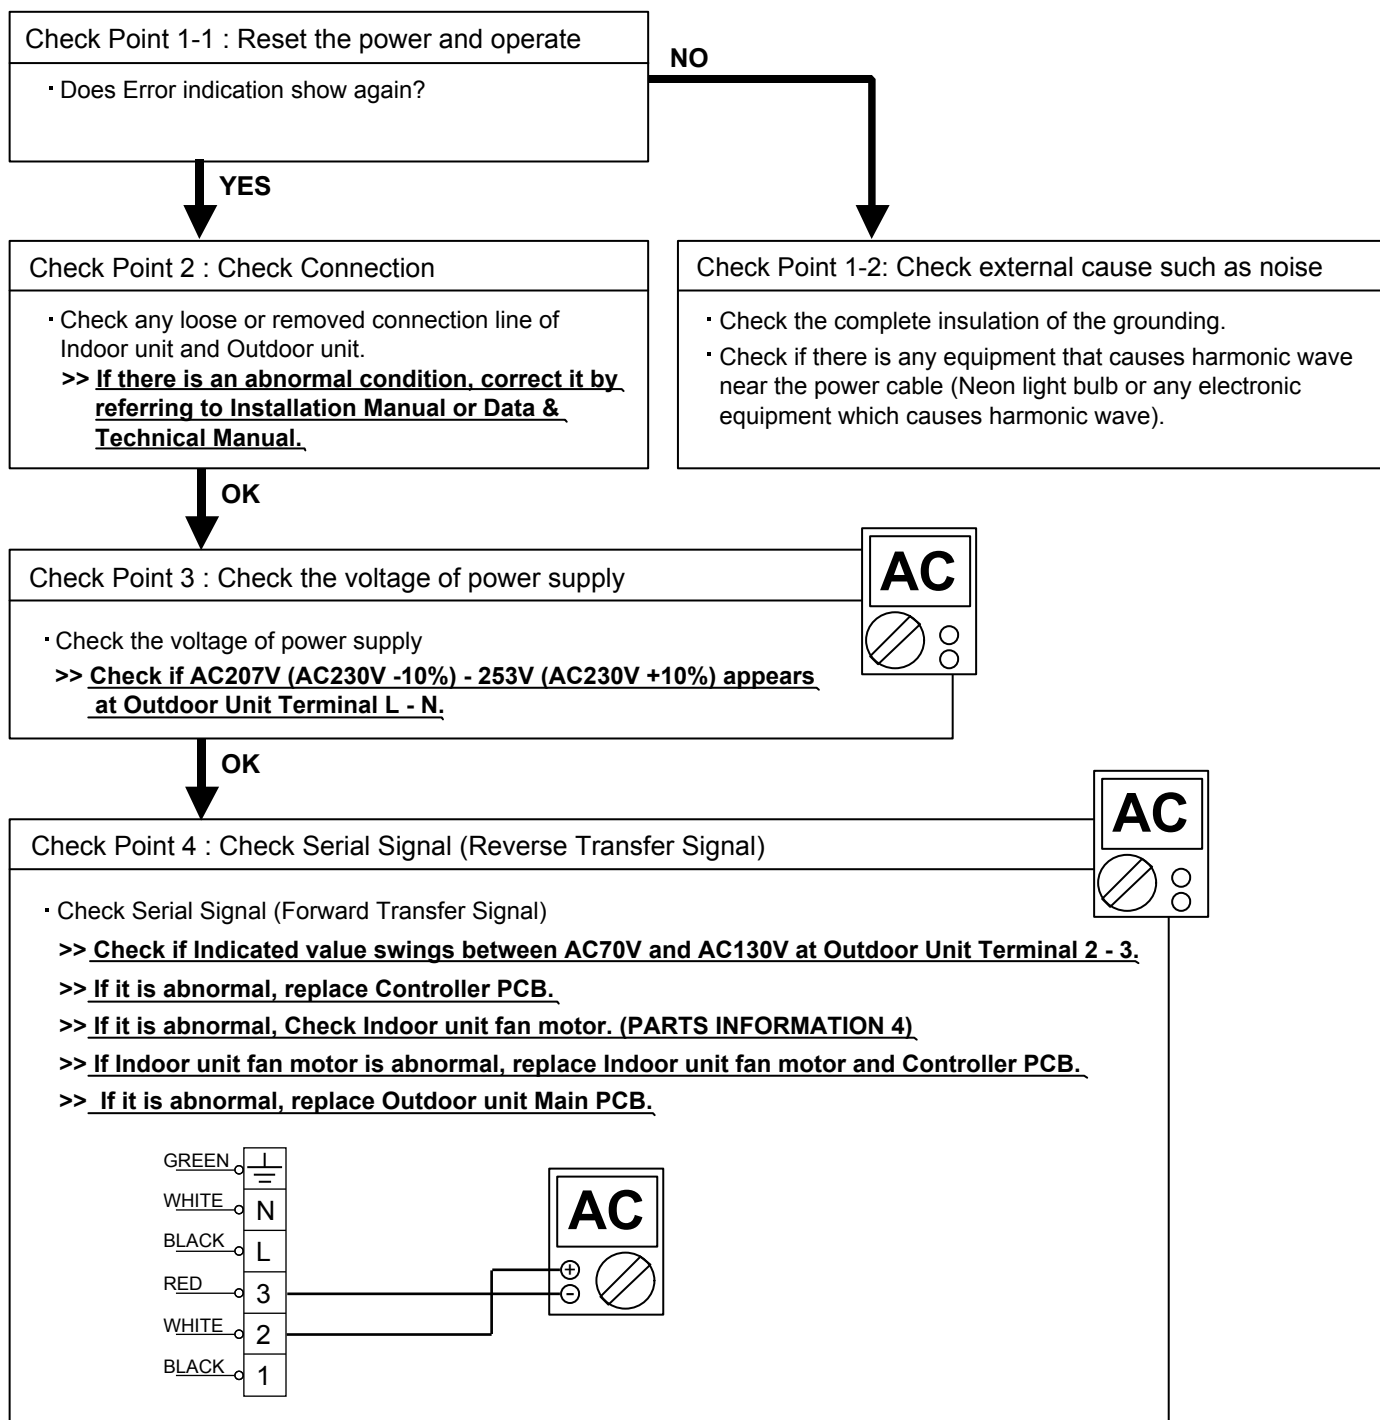 Check Point 1-1 : Reset the power and operate
· Does Error indication show again?
NO
YES
Check Point 2 : Check Connection
· Check any loose or removed connection line of
Indoor unit and Outdoor unit.
>> If there is an abnormal condition, correct it by
referring to Installation Manual or Data &
Technical Manual.
Check Point 1-2: Check external cause such as noise
· Check the complete insulation of the grounding.
· Check if there is any equipment that causes harmonic wave
near the power cable (Neon light bulb or any electronic
equipment which causes harmonic wave).
OK
Check Point 3 : Check the voltage of power supply
AC
· Check the voltage of power supply
>> Check if AC207V (AC230V -10%) - 253V (AC230V +10%) appears
at Outdoor Unit Terminal L - N.
OK
Check Point 4 : Check Serial Signal (Reverse Transfer Signal)
AC
· Check Serial Signal (Forward Transfer Signal)
>> Check if Indicated value swings between AC70V and AC130V at Outdoor Unit Terminal 2 - 3.
>> If it is abnormal, replace Controller PCB.
>> If it is abnormal, Check Indoor unit fan motor. (PARTS INFORMATION 4)
>> If Indoor unit fan motor is abnormal, replace Indoor unit fan motor and Controller PCB.
>> If it is abnormal, replace Outdoor unit Main PCB.
GREEN
WHITE N
BLACK L
RED 3
WHITE 2
BLACK 1
AC
+
-